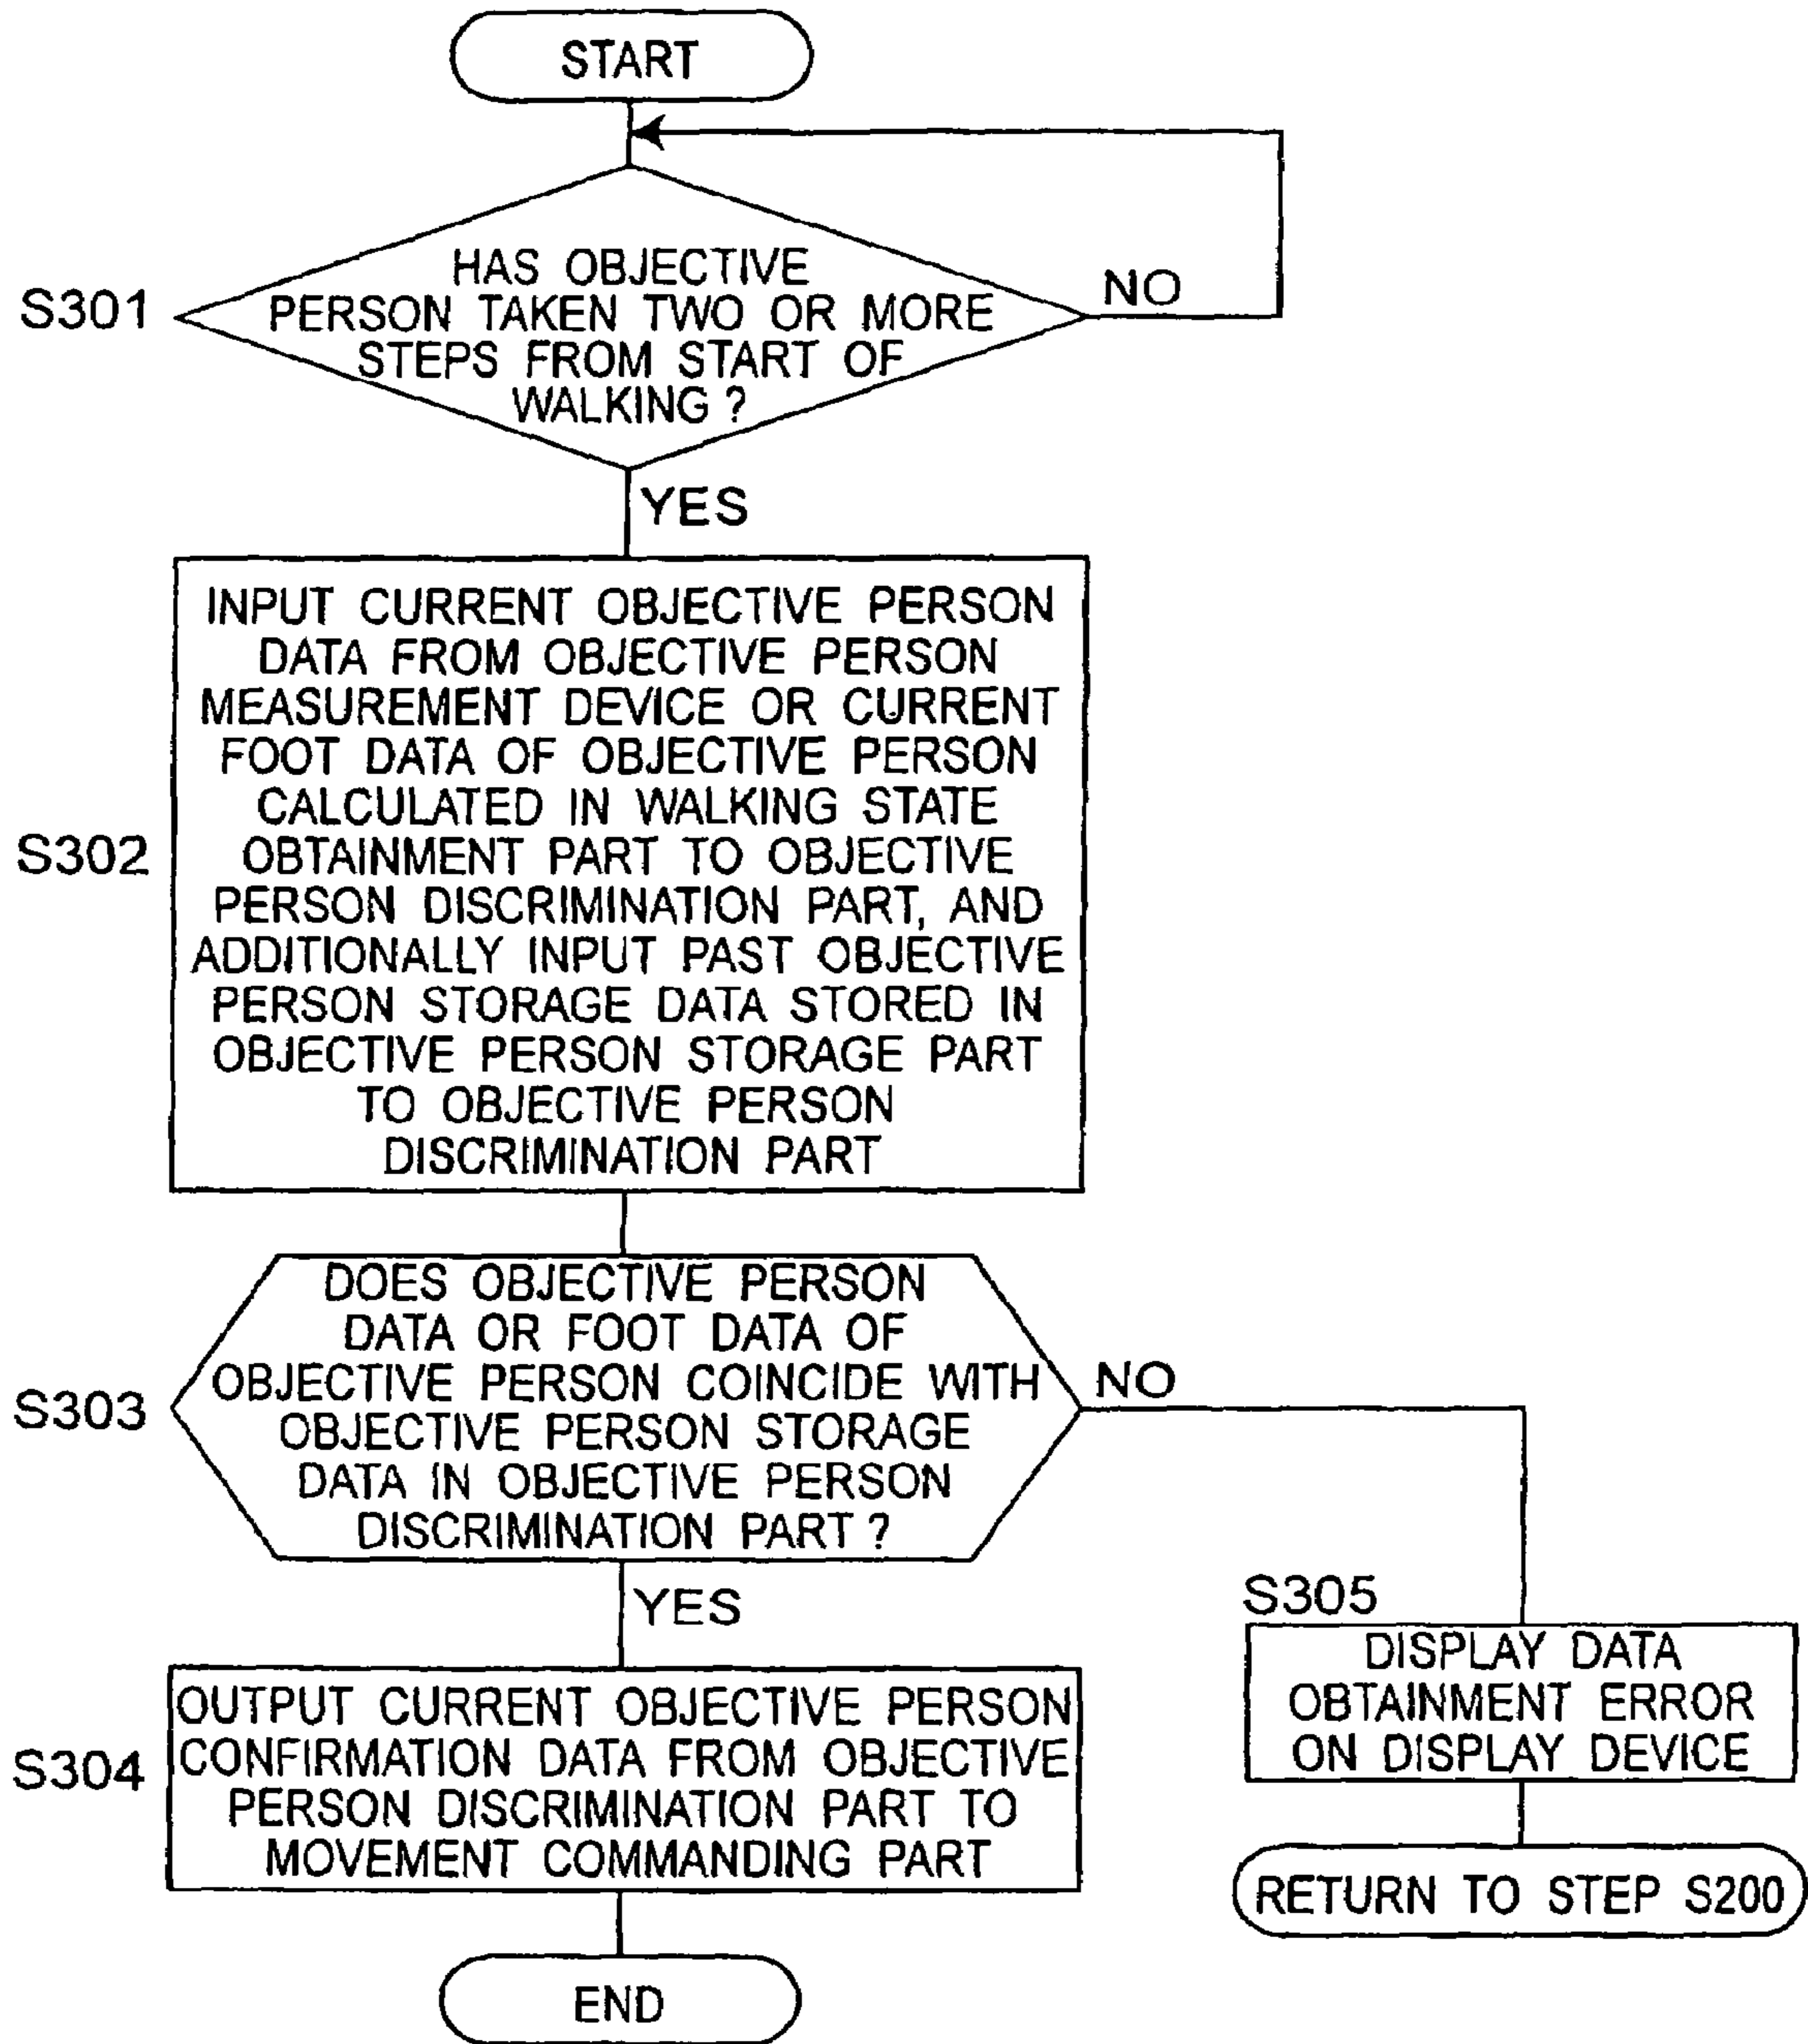 START
S301
HAS OBJECTIVE
PERSON TAKEN TWO OR MORE
STEPS FROM START OF
WALKING ?
NO
YES
S302
INPUT CURRENT OBJECTIVE PERSON
DATA FROM OBJECTIVE PERSON
MEASUREMENT DEVICE OR CURRENT
FOOT DATA OF OBJECTIVE PERSON
CALCULATED IN WALKING STATE
OBTAINMENT PART TO OBJECTIVE
PERSON DISCRIMINATION PART, AND
ADDITIONALLY INPUT PAST OBJECTIVE
PERSON STORAGE DATA STORED IN
OBJECTIVE PERSON STORAGE PART
TO OBJECTIVE PERSON
DISCRIMINATION PART
S303
DOES OBJECTIVE PERSON
DATA OR FOOT DATA OF
OBJECTIVE PERSON COINCIDE WITH
OBJECTIVE PERSON STORAGE
DATA IN OBJECTIVE PERSON
DISCRIMINATION PART ?
NO
YES
S304
OUTPUT CURRENT OBJECTIVE PERSON
CONFIRMATION DATA FROM OBJECTIVE
PERSON DISCRIMINATION PART TO
MOVEMENT COMMANDING PART
END
S305
DISPLAY DATA
OBTAINMENT ERROR
ON DISPLAY DEVICE
RETURN TO STEP S200